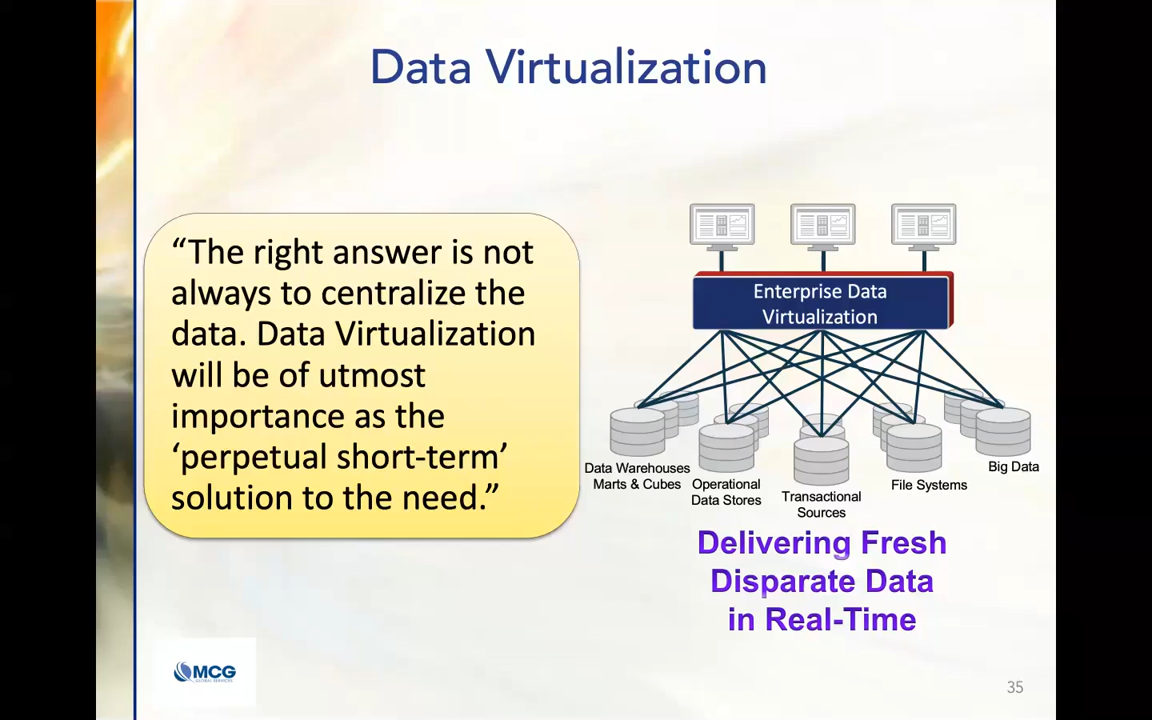 Data Virtualization
“The right answer is not
always to centralize the
data. Data Virtualization
will be of utmost
importance as the
‘perpetual short-term’
solution to the need.”
Enterprise Data
Virtualization
Data Warehouses
Marts & Cubes
Operational
Data Stores
Transactional
Sources
File Systems
Big Data
Delivering Fresh
Disparate Data
in Real-Time
MCG
GLOBAL SERVICES
35